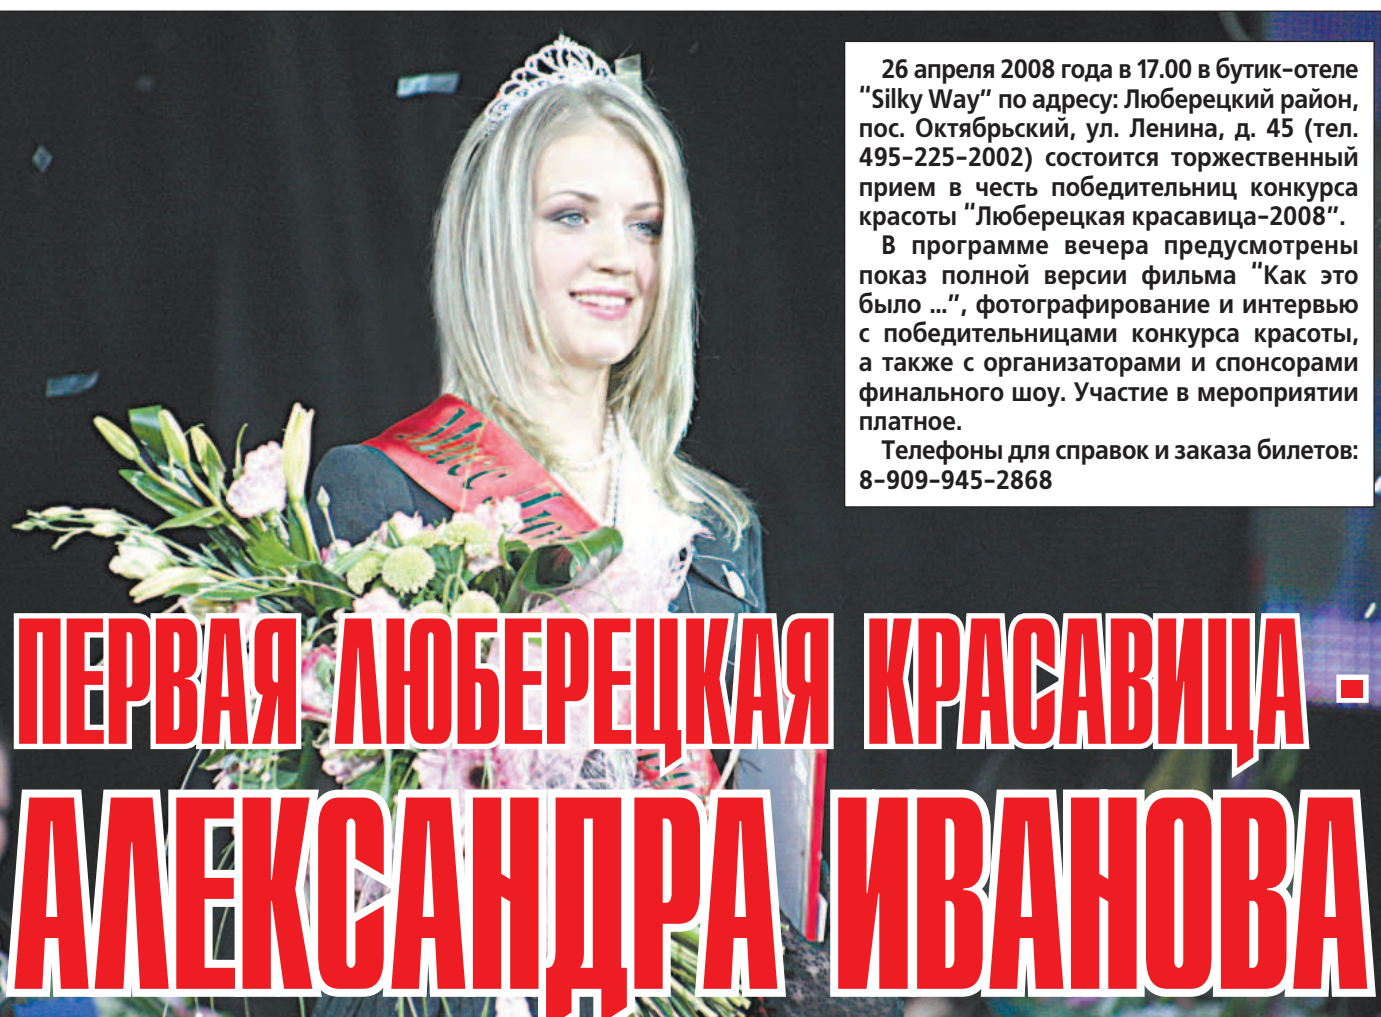 26 апреля 2008 года в 17.00 в бутик-отеле
"Silky Way" по адресу: Люберецкий район,
пос. Октябрьский, ул. Ленина, д. 45 (тел.
495-225-2002) состоится торжественный
прием в честь победительниц конкурса
красоты "Люберецкая красавица-2008".
В программе вечера предусмотрены
показ полной версии фильма "Как это
было ...", фотографирование и интервью
с победительницами конкурса красоты,
а также с организаторами и спонсорами
финального шоу. Участие в мероприятии
платное.
Телефоны для справок и заказа билетов:
8-909-945-2868
Мисс
ПЕРВАЯ ЛЮБЕРЕЦКАЯ КРАСАВИЦА -
АЛЕКСАНДРА ИВАНОВА